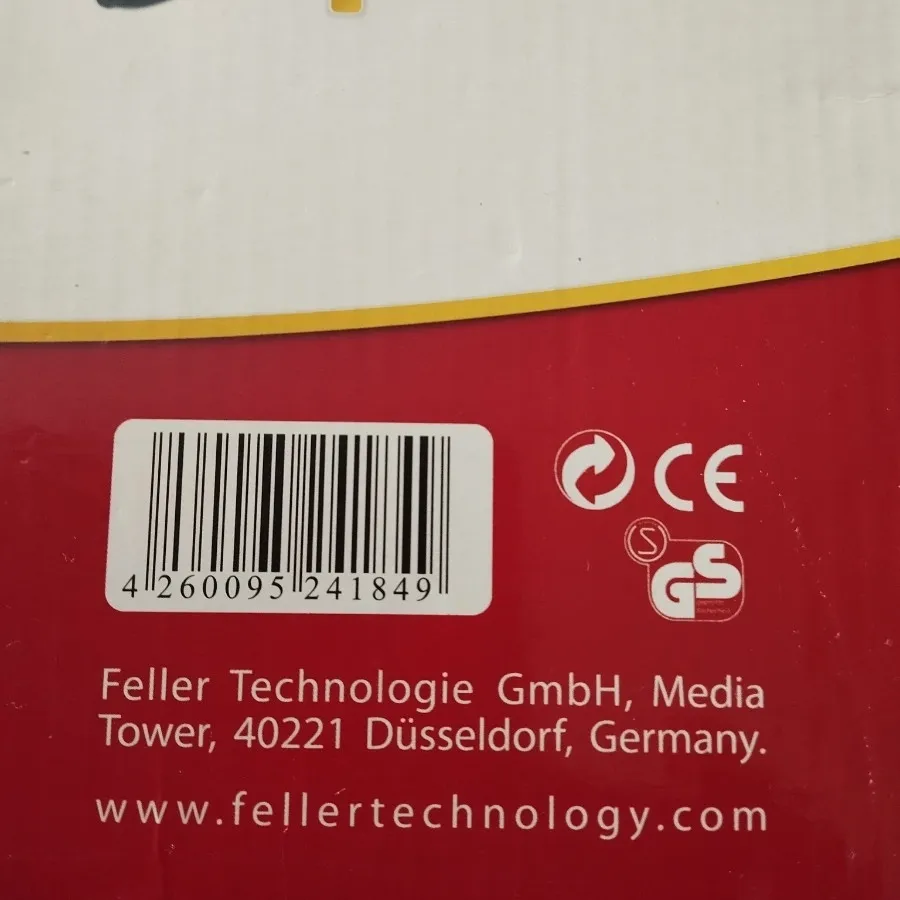 4 260095 241849
CE
S
GS
Feller Technologie GmbH, Media
Tower, 40221 Düsseldorf, Germany.
www.fellertechnology.com